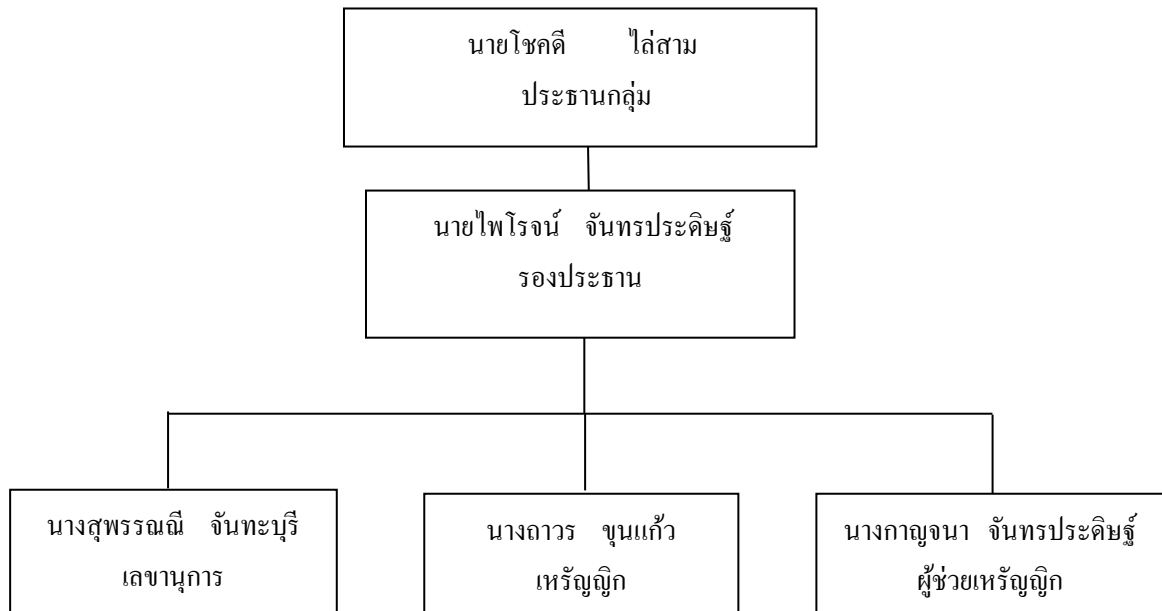 นายโชคดี ไล่สาม
ประธานกลุ่ม
นายไพโรจน์ จันทรประดิษฐ์
รองประธาน
นางสุพรรณณี จันทะบุรี
เลขานุการ
นางถาวร ขุนแก้ว
เหรัญญิก
นางกาญจนา จันทรประดิษฐ์
ผู้ช่วยเหรัญญิก